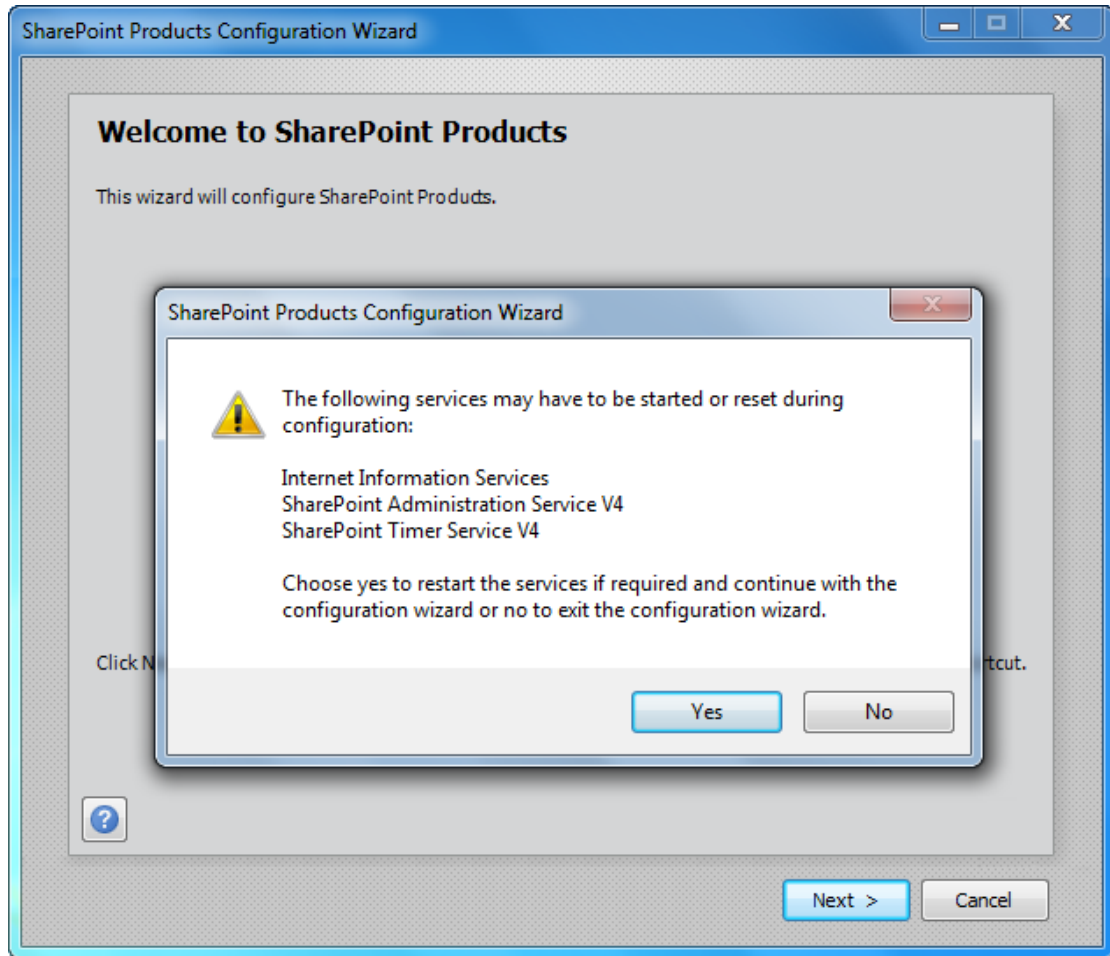 SharePoint Products Configuration Wizard
X
Welcome to SharePoint Products
This wizard will configure SharePoint Products.
SharePoint Products Configuration Wizard
X
The following services may have to be started or reset during
configuration:
Internet Information Services
SharePoint Administration Service V4
SharePoint Timer Service V4
Choose yes to restart the services if required and continue with the
configuration wizard or no to exit the configuration wizard.
Click
Yes
No
?
Next >
Cancel